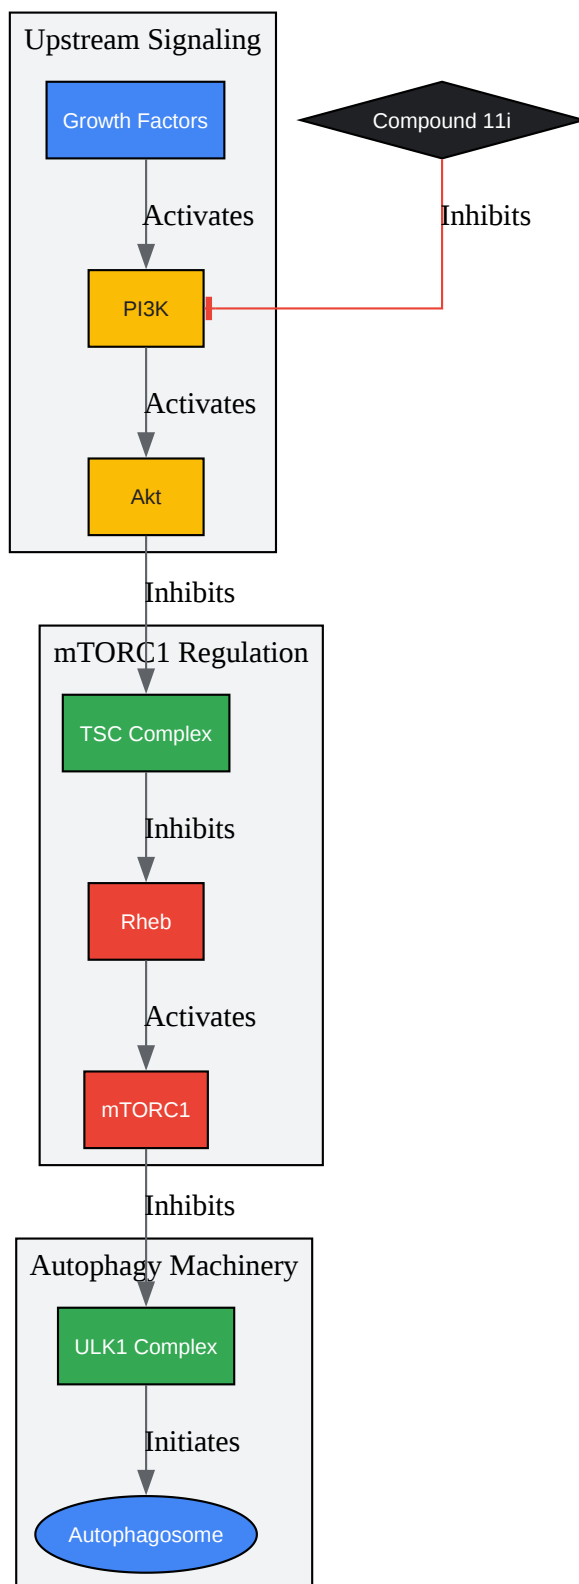 Upstream Signaling
Growth Factors
Compound 11i
Activates
Inhibits
PI3K
Activates
Akt
Inhibits
mTORC1 Regulation
TSC Complex
Inhibits
Rheb
Activates
mTORC1
Inhibits
Autophagy Machinery
ULK1 Complex
Initiates
Autophagosome